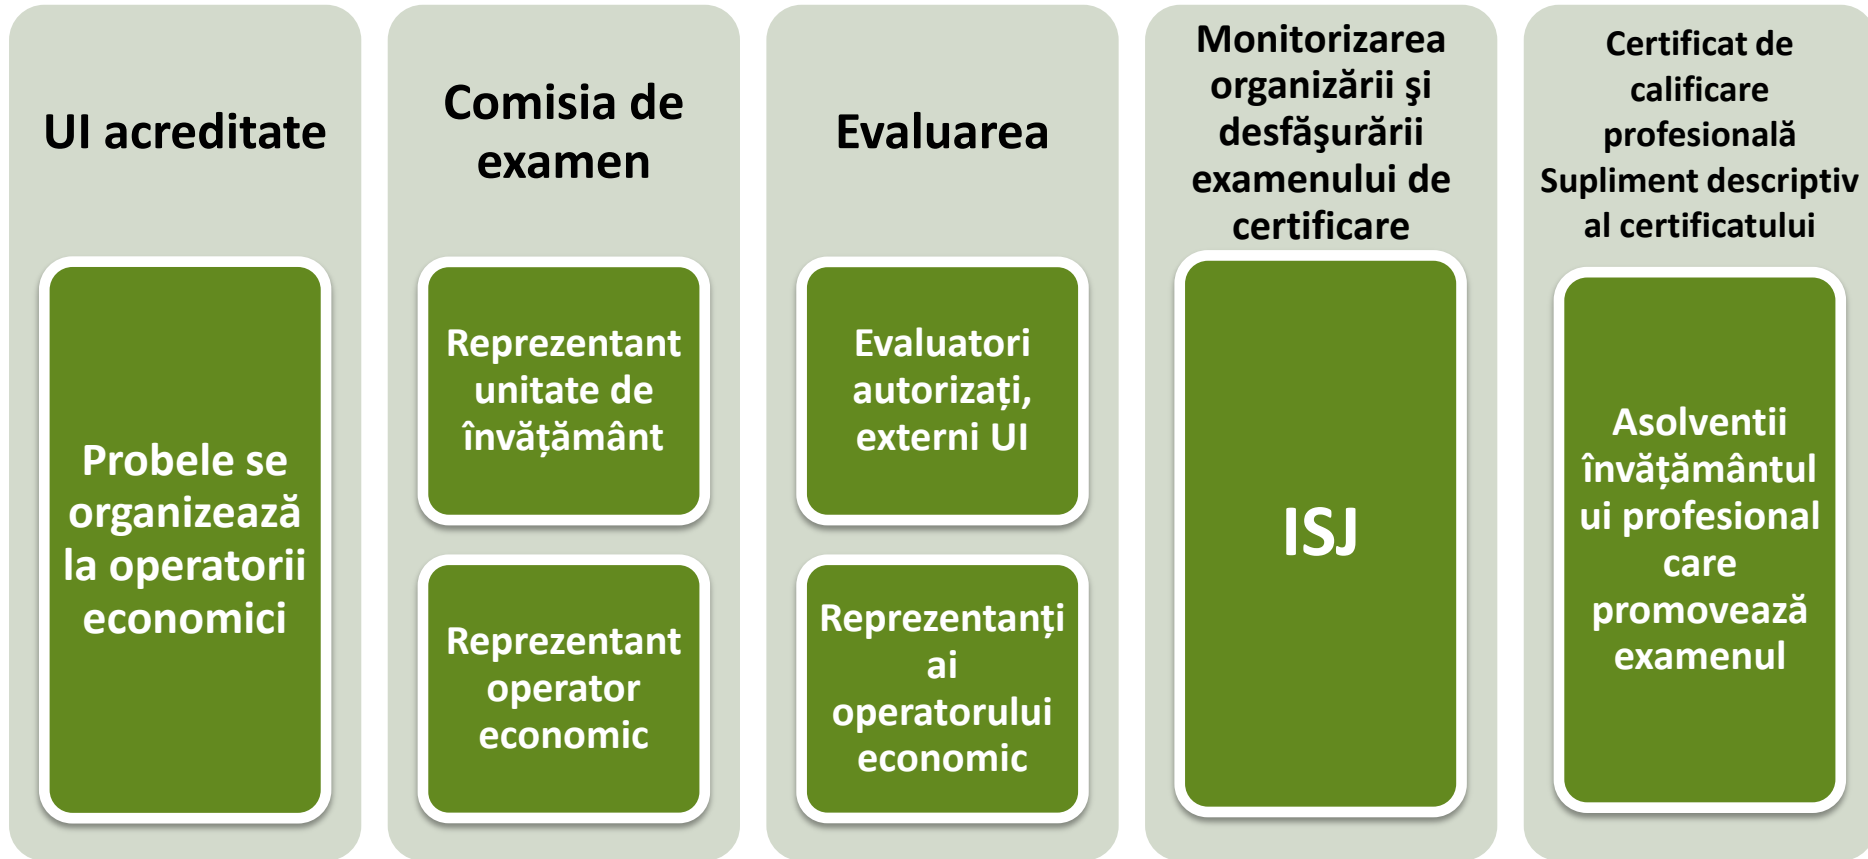 UI acreditate
Probele se
organizează
la operatorii
economici
Comisia de
examen
Reprezentant
unitate de
învățământ
Reprezentant
operator
economic
Evaluarea
Evaluatori
autorizați,
externi UI
Reprezentanți
ai
operatorului
economic
Monitorizarea
organizării şi
desfăşurării
examenului de
certificare
ISJ
Certificat de
calificare
profesională
Supliment descriptiv
al certificatului
Asolventii
învățământul
ui profesional
care
promovează
examenul